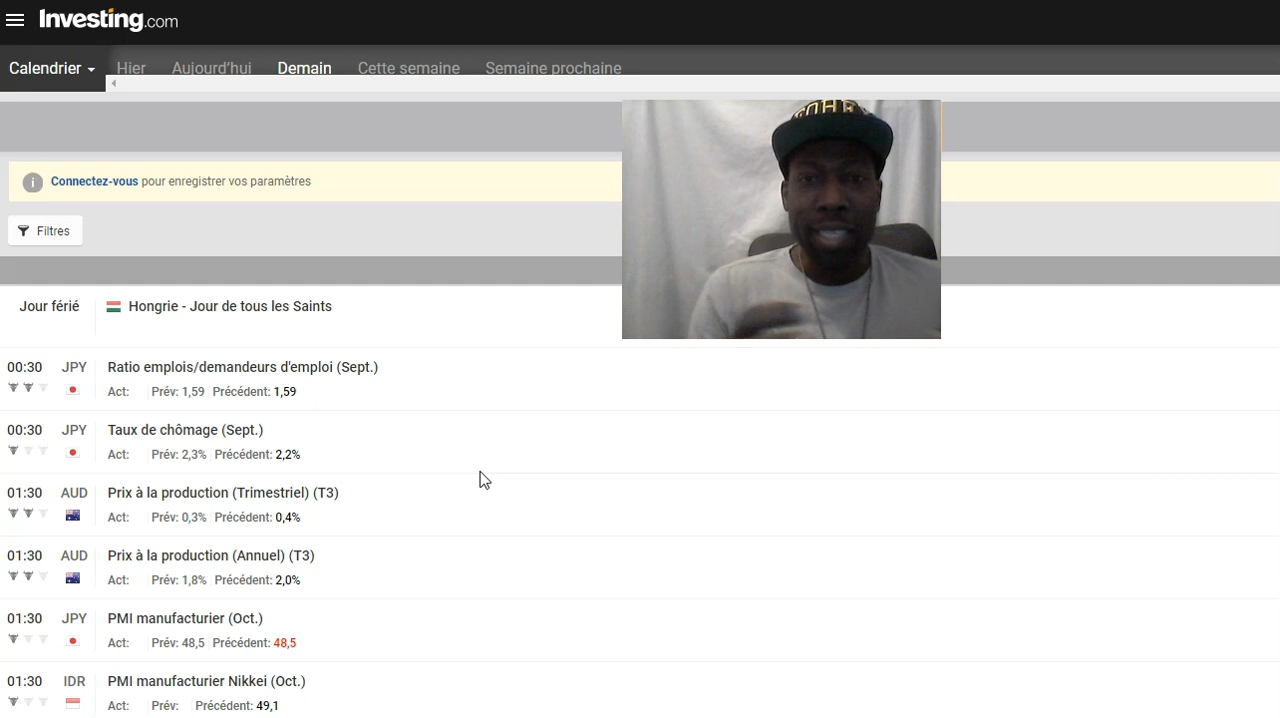 Investing.com
Calendrier Hier Aujourd'hui Demain Cette semaine Semaine prochaine
Connectez-vous pour enregistrer vos paramètres
Filtres
Jour férié Hongrie - Jour de tous les Saints
00:30 JPY Ratio emplois/demandeurs d'emploi (Sept.)
Act: Prév: 1,59 Précédent: 1,59
00:30 JPY Taux de chômage (Sept.)
Act: Prév: 2,3% Précédent: 2,2%
01:30 AUD Prix à la production (Trimestriel) (T3)
Act: Prév: 0,3% Précédent: 0,4%
01:30 AUD Prix à la production (Annuel) (T3)
Act: Prév: 1,8% Précédent: 2,0%
01:30 JPY PMI manufacturier (Oct.)
Act: Prév: 48,5 Précédent: 48,5
01:30 IDR PMI manufacturier Nikkei (Oct.)
Act: Prév: Précédent: 49,1